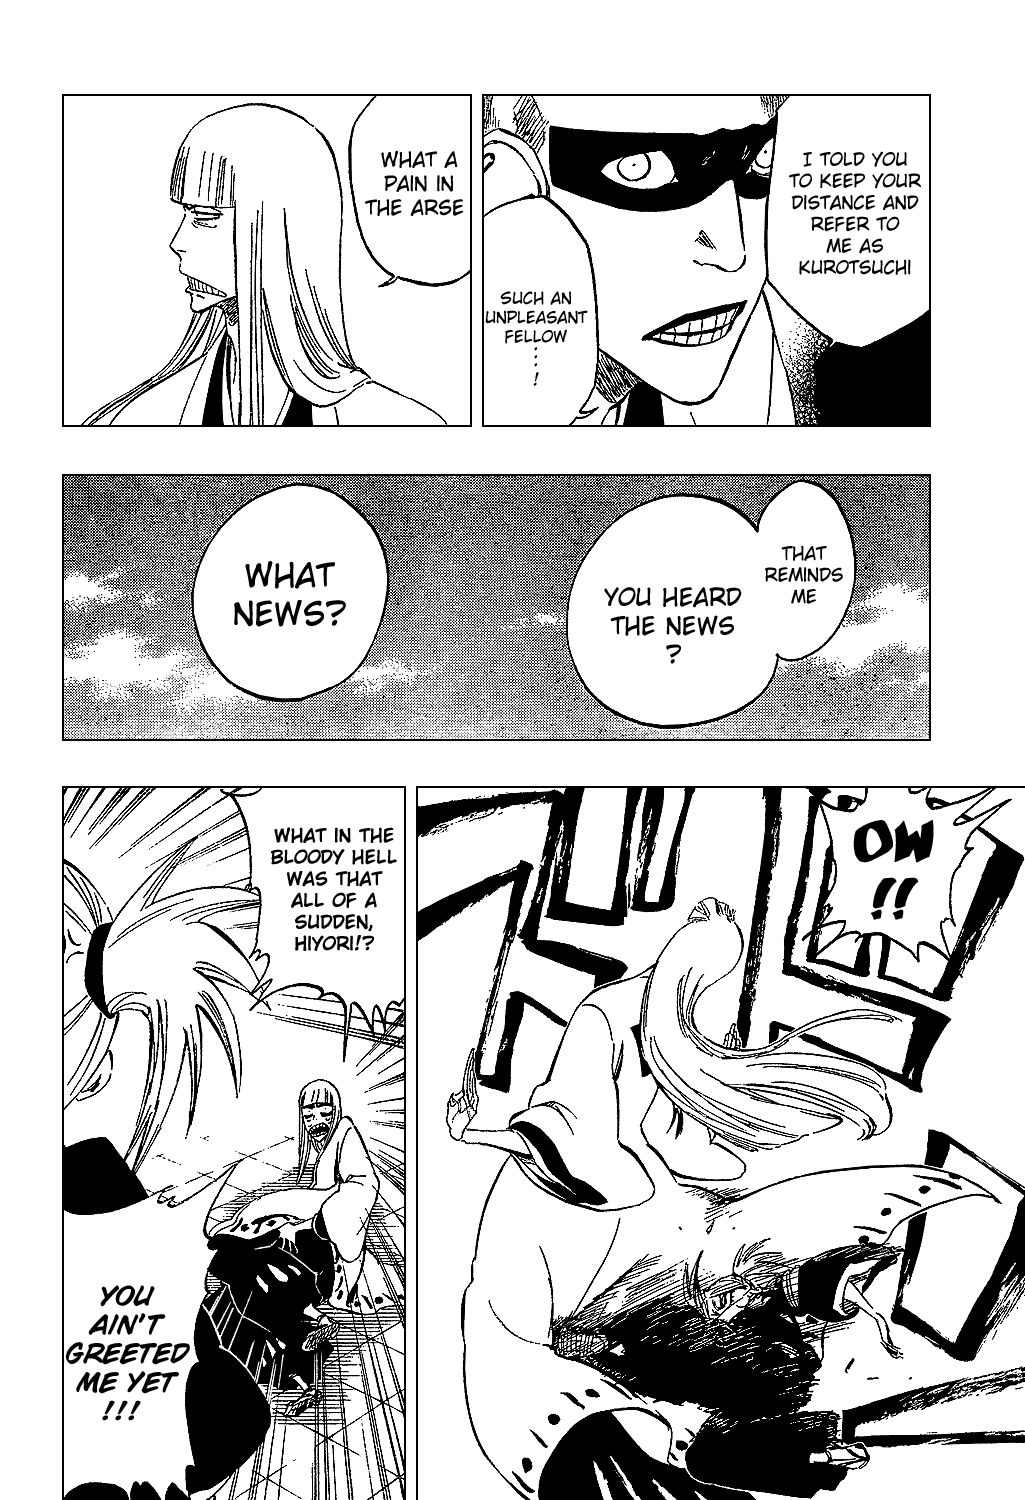 I TOLD YOU
TO KEEP YOUR
DISTANCE AND
REFER TO
ME AS
KUROTSUCHI
SUCH AN
UNPLEASANT
FELLOW
....!
WHAT A
PAIN IN
THE ARSE
THAT
REMINDS
ME
YOU HEARD
THE NEWS
?
WHAT
NEWS?
OW
!!
WHAT IN THE
BLOODY HELL
WAS THAT
ALL OF A
SUDDEN,
HIYORI!?
YOU
AIN'T
GREETED
ME YET
!!!